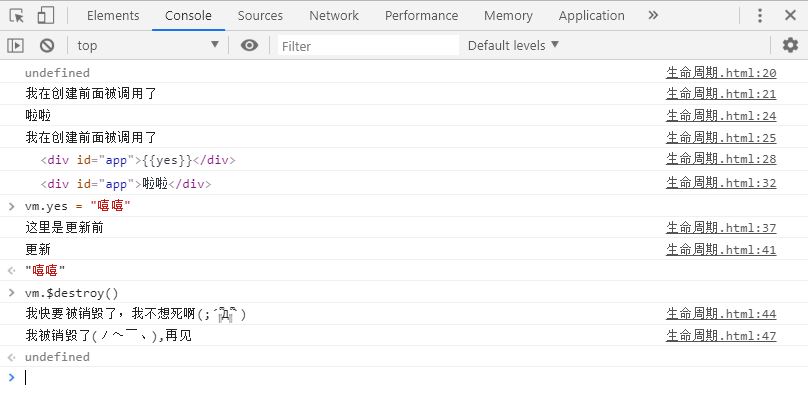 Elements Console Sources Network Performance Memory Application
top Filter Default levels
undefined 生命周期.html:20
我在创建前面被调用了 生命周期.html:21
啦啦 生命周期.html:24
我在创建前面被调用了 生命周期.html:25
<div id="app">{{yes}}</div> 生命周期.html:28
<div id="app">啦啦</div> 生命周期.html:32
vm.yes = "嘻嘻"
这里是更新前 生命周期.html:37
更新 生命周期.html:41
"嘻嘻"
vm.$destroy()
我快要被销毁了，我不想死啊(;´༎ຶД༎ຶ`) 生命周期.html:44
我被销毁了(ノ～￣、),再见 生命周期.html:47
undefined